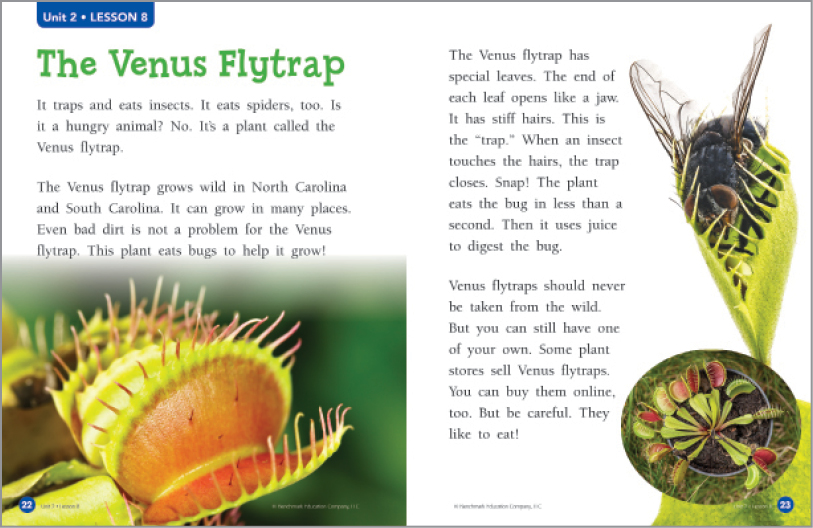 Unit 2 • LESSON 8
The Venus Flytrap
It traps and eats insects. It eats spiders, too. Is
it a hungry animal? No. It's a plant called the
Venus flytrap.
The Venus flytrap grows wild in North Carolina
and South Carolina. It can grow in many places.
Even bad dirt is not a problem for the Venus
flytrap. This plant eats bugs to help it grow!
22
© Benchmark Education Company, LLC
The Venus flytrap has
special leaves. The end of
each leaf opens like a jaw.
It has stiff hairs. This is
the “trap.” When an insect
touches the hairs, the trap
closes. Snap! The plant
eats the bug in less than a
second. Then it uses juice
to digest the bug.
Venus flytraps should never
be taken from the wild.
But you can still have one
of your own. Some plant
stores sell Venus flytraps.
You can buy them online,
too. But be careful. They
like to eat!
© Benchmark Education Company, LLC
23